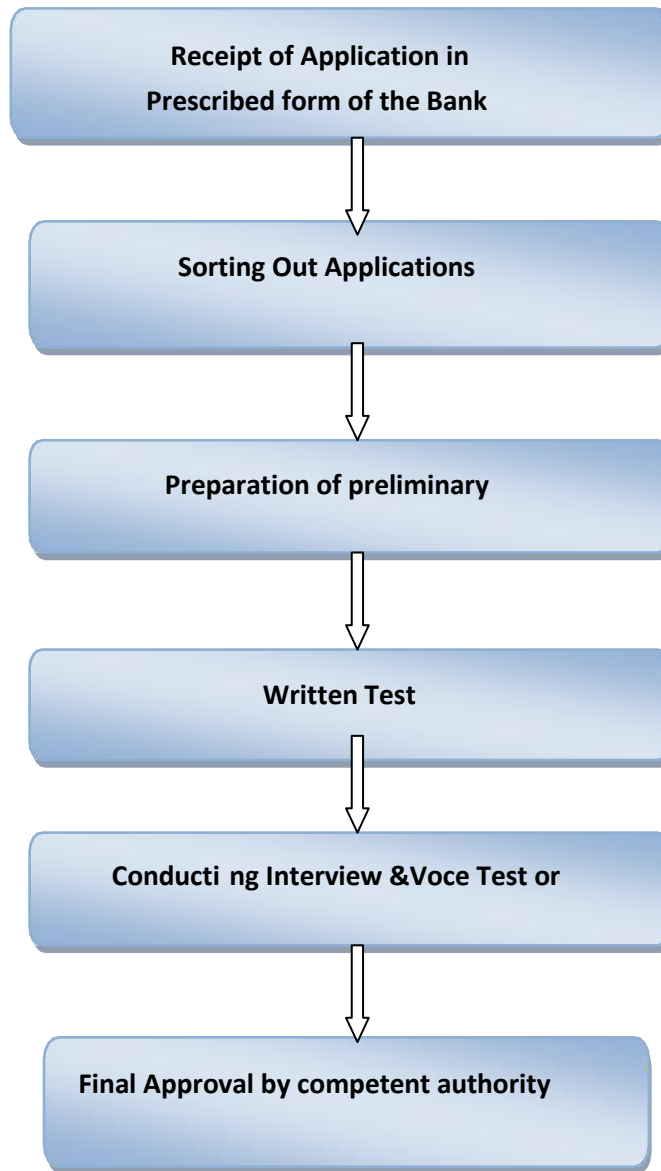 Receipt of Application in
Prescribed form of the Bank
Sorting Out Applications
Preparation of preliminary
Written Test
Conducti ng Interview &Voce Test or
Final Approval by competent authority